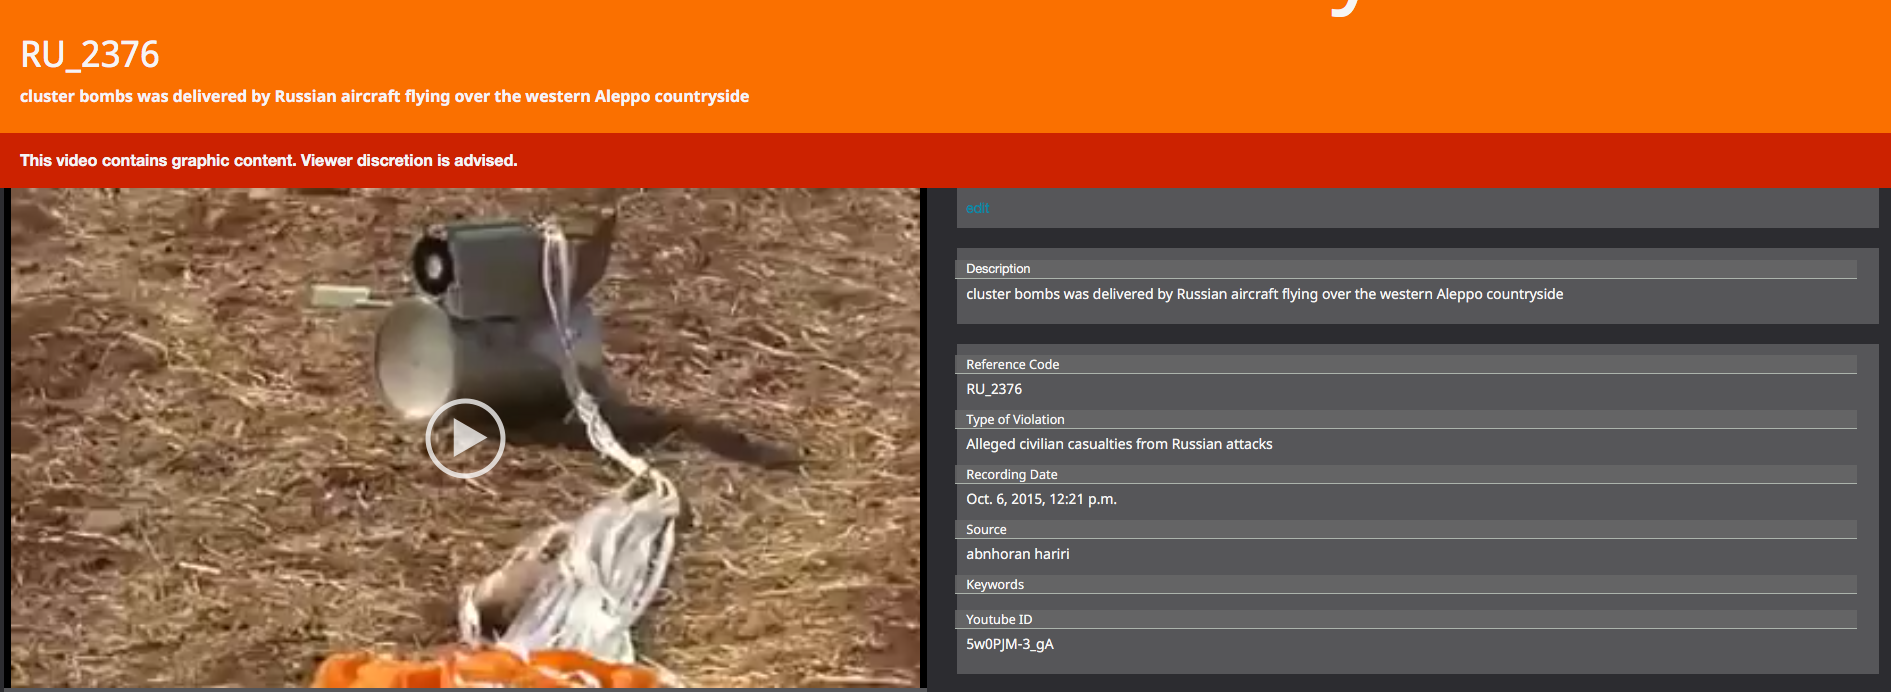 RU_2376
cluster bombs was delivered by Russian aircraft flying over the western Aleppo countryside
This video contains graphic content. Viewer discretion is advised.
edit
Description
cluster bombs was delivered by Russian aircraft flying over the western Aleppo countryside
Reference Code
RU_2376
Type of Violation
Alleged civilian casualties from Russian attacks
Recording Date
Oct. 6, 2015, 12:21 p.m.
Source
abnhoran hariri
Keywords
Youtube ID
5w0PJM-3_gA